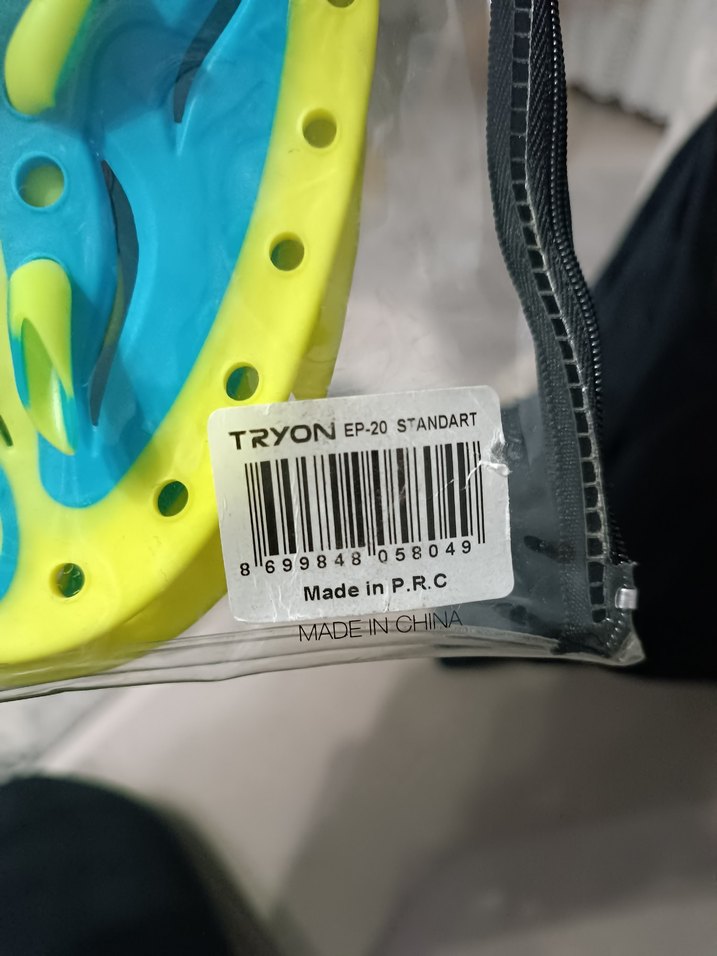 TRYON EP-20 STANDART
8 699848 058049
Made in P.R.C
MADE IN CHINA